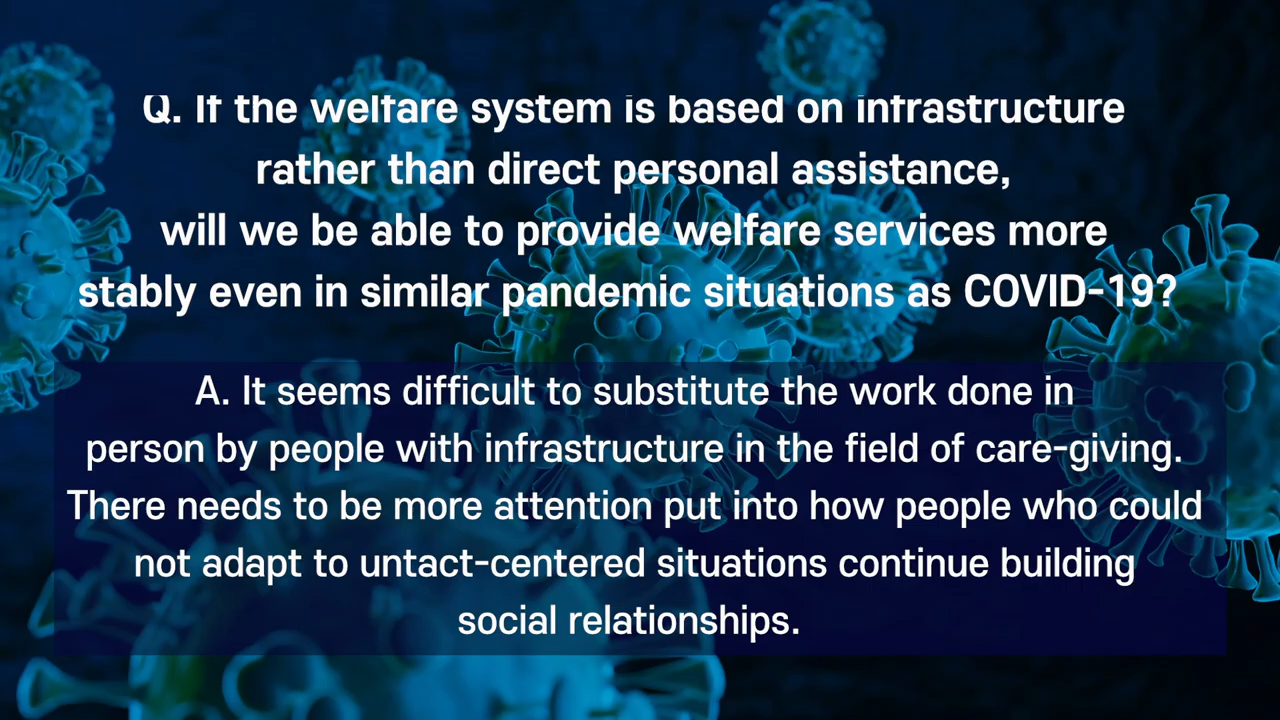 Q. If the welfare system is based on infrastructure
rather than direct personal assistance,
will we be able to provide welfare services more
stably even in similar pandemic situations as COVID-19?
A. It seems difficult to substitute the work done in
person by people with infrastructure in the field of care-giving.
There needs to be more attention put into how people who could
not adapt to untact-centered situations continue building
social relationships.